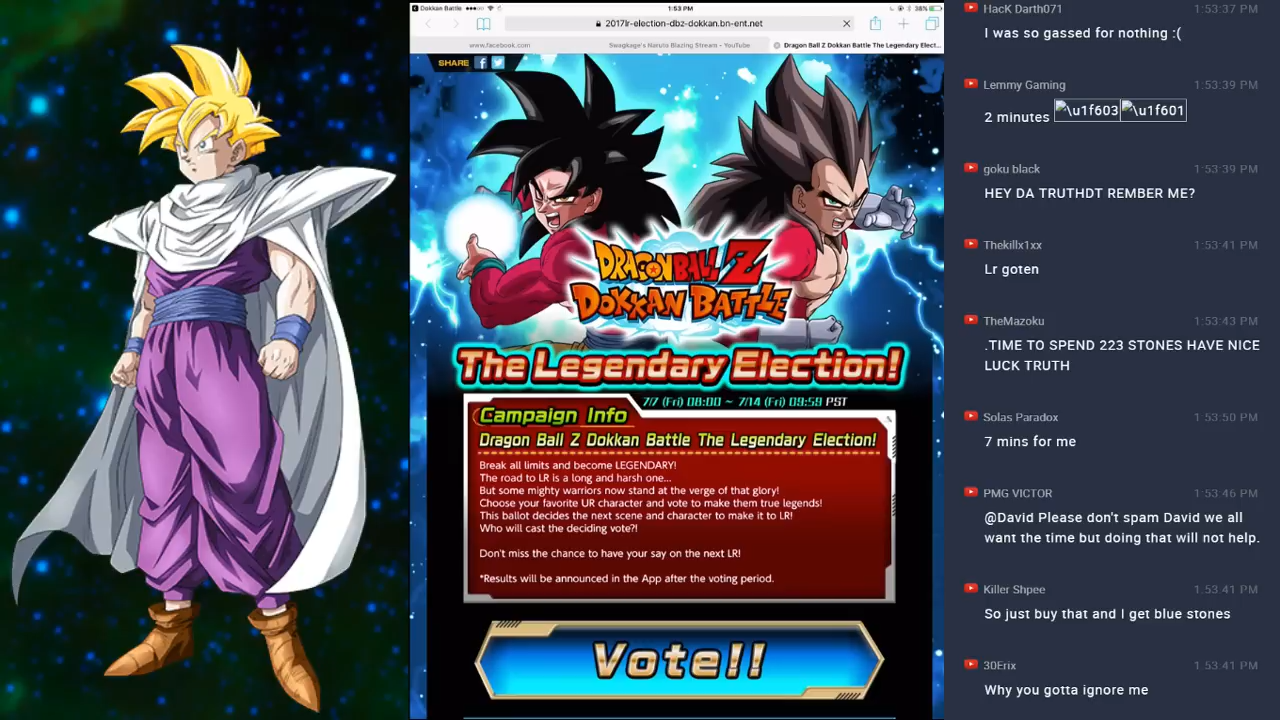 Dokkan Battle
1:53 PM
38%
2017lr-election-dbz-dokkan.bn-ent.net
www.facebook.com
Swagkage's Naruto Blazing Stream - YouTube
Dragon Ball Z Dokkan Battle The Legendary Elect...
SHARE
DRAGONBALL Z
DOKKAN BATTLE
The Legendary Election!
7/7 (Fri) 08:00 ~ 7/14 (Fri) 09:59 PST
Campaign Info
Dragon Ball Z Dokkan Battle The Legendary Election!
Break all limits and become LEGENDARY!
The road to LR is a long and harsh one...
But some mighty warriors now stand at the verge of that glory!
Choose your favorite UR character and vote to make them true legends!
This ballot decides the next scene and character to make it to LR!
Who will cast the deciding vote?!
Don't miss the chance to have your say on the next LR!
*Results will be announced in the App after the voting period.
Vote!!
HacK Darth071 1:53:37 PM
I was so gassed for nothing :(
Lemmy Gaming 1:53:39 PM
2 minutes \u1f603 \u1f601
goku black 1:53:39 PM
HEY DA TRUTHDT REMBER ME?
Thekillx1xx 1:53:41 PM
Lr goten
TheMazoku 1:53:43 PM
.TIME TO SPEND 223 STONES HAVE NICE
LUCK TRUTH
Solas Paradox 1:53:50 PM
7 mins for me
PMG VICTOR 1:53:46 PM
@David Please don't spam David we all
want the time but doing that will not help.
Killer Shpee 1:53:41 PM
So just buy that and I get blue stones
30Erix 1:53:41 PM
Why you gotta ignore me